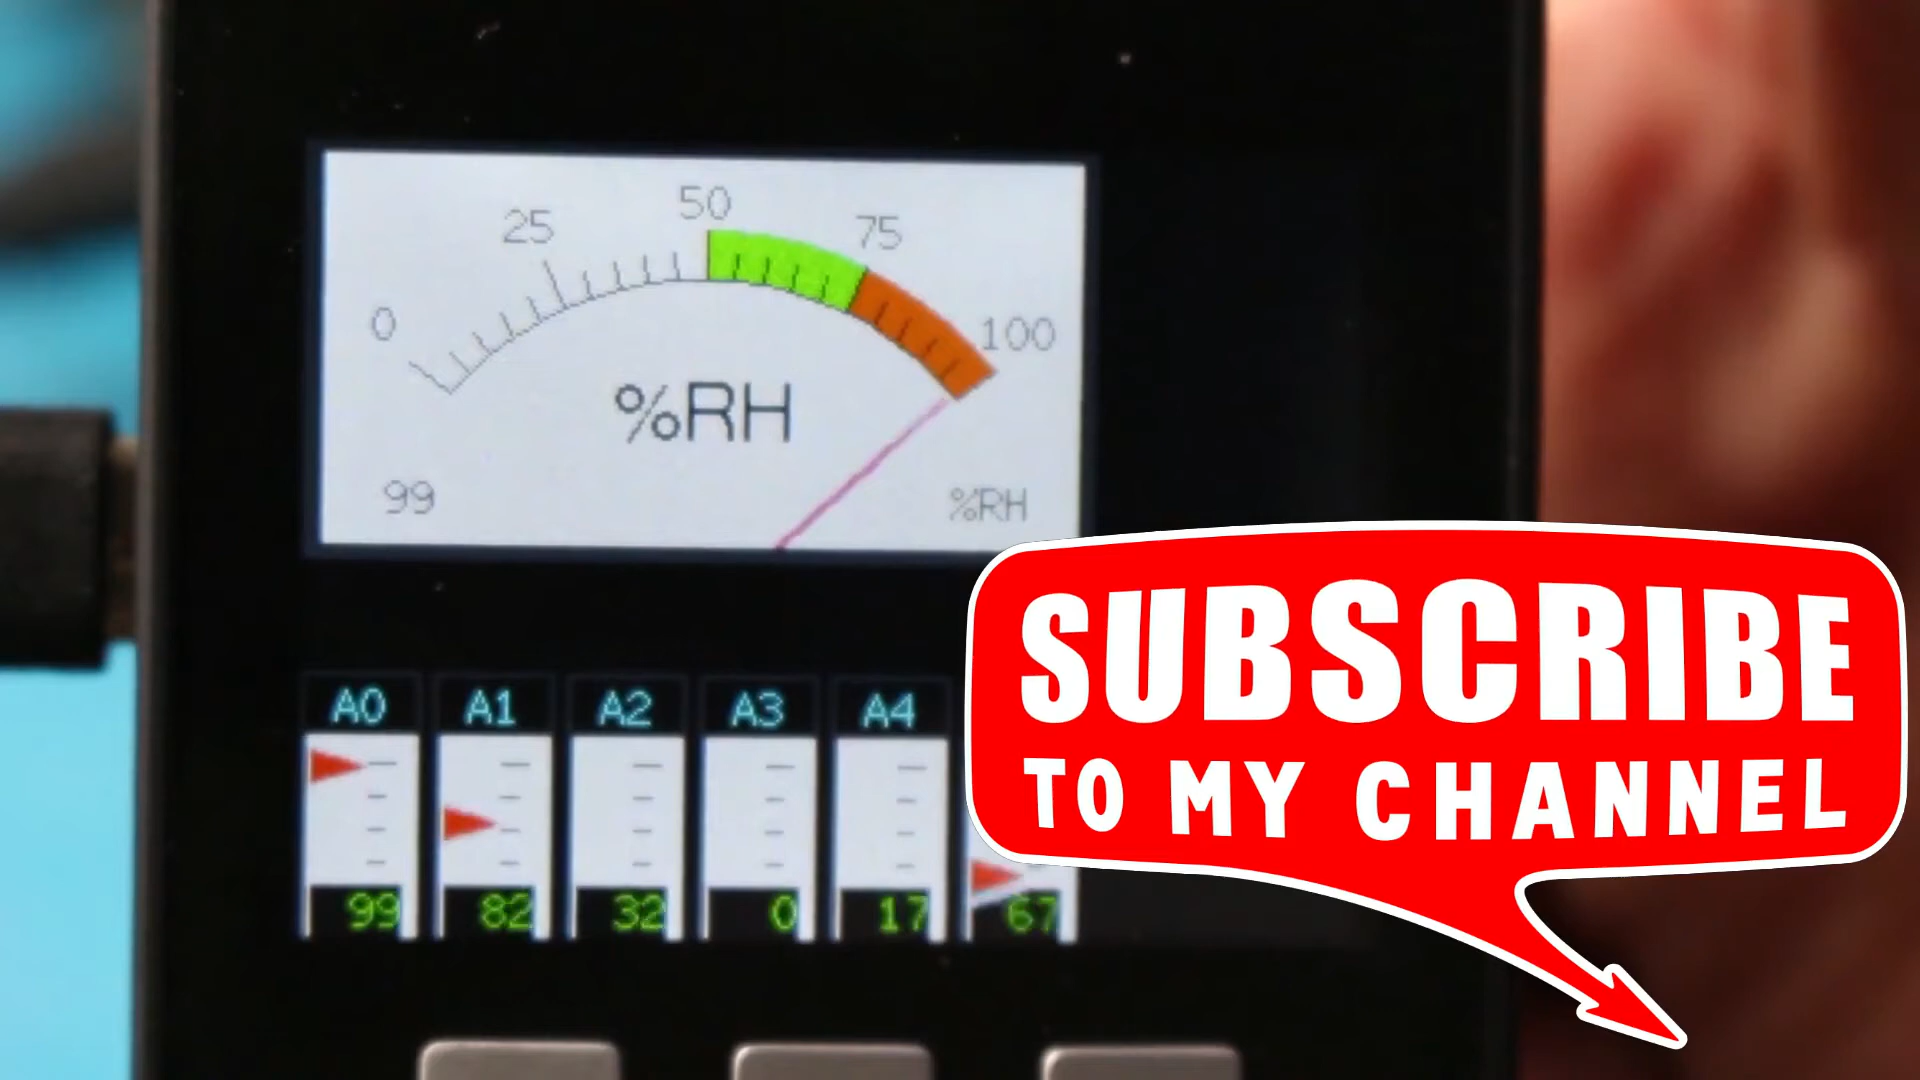 0 25 50 75 100
%RH
99 %RH
A0 A1 A2 A3 A4
99 82 32 0 17 67
SUBSCRIBE
TO MY CHANNEL